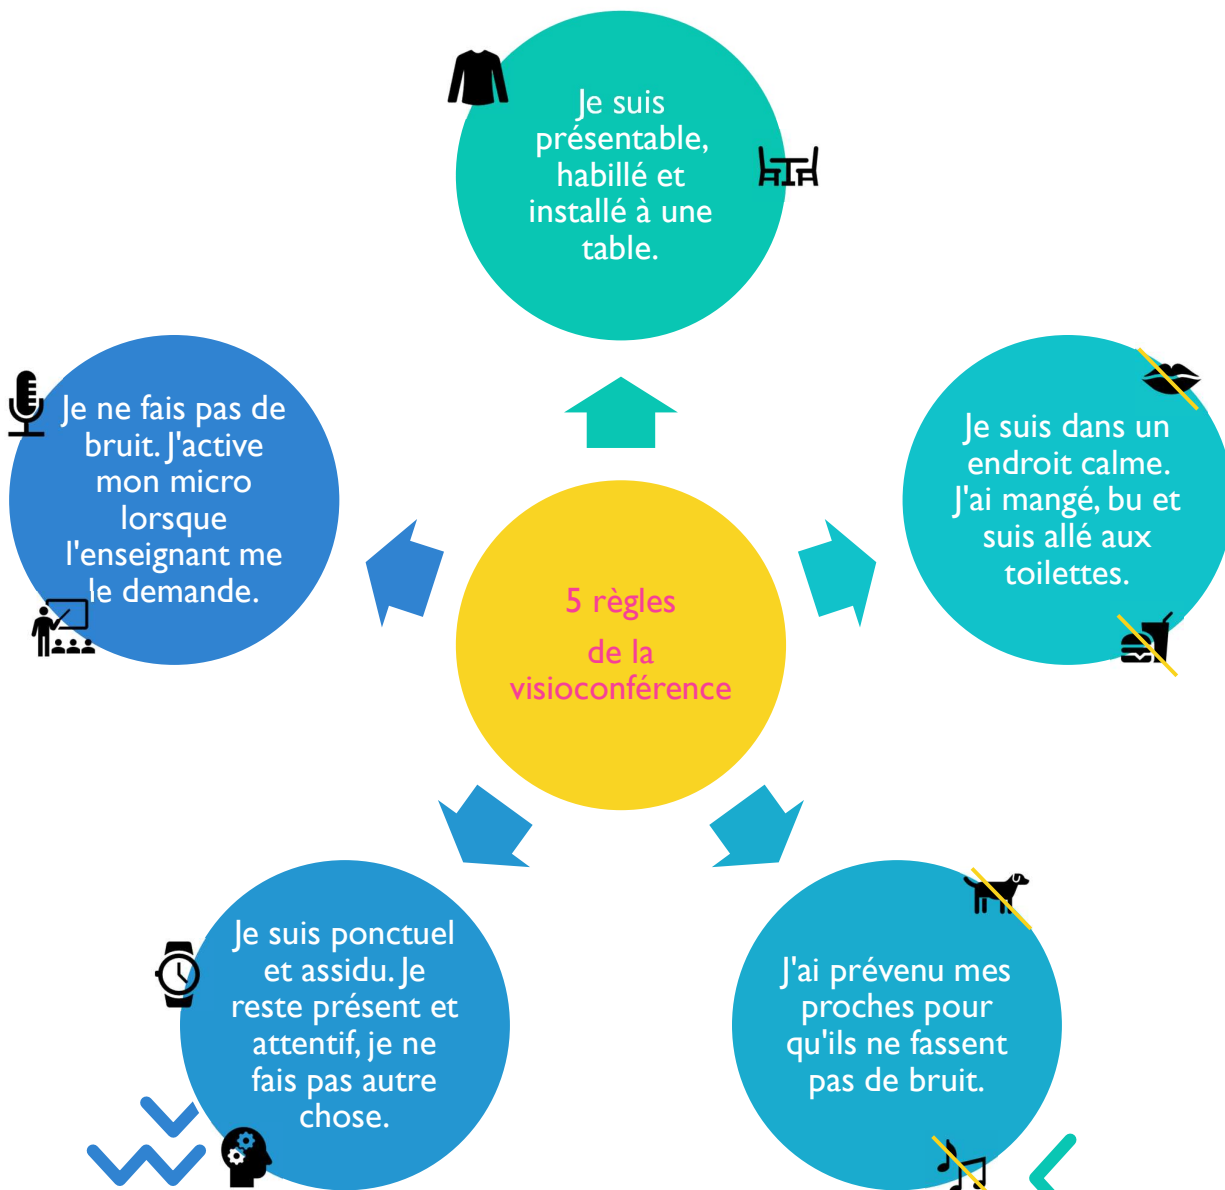 Je suis
présentable,
habillé et
installé à une
table.
Je suis dans un
endroit calme.
J'ai mangé, bu et
suis allé aux
toilettes.
J'ai prévenu mes
proches pour
qu'ils ne fassent
pas de bruit.
Je suis ponctuel
et assidu. Je
reste présent et
attentif, je ne
fais pas autre
chose.
Je ne fais pas de
bruit. J'active
mon micro
lorsque
l'enseignant me
le demande.
5 règles
de la
visioconférence